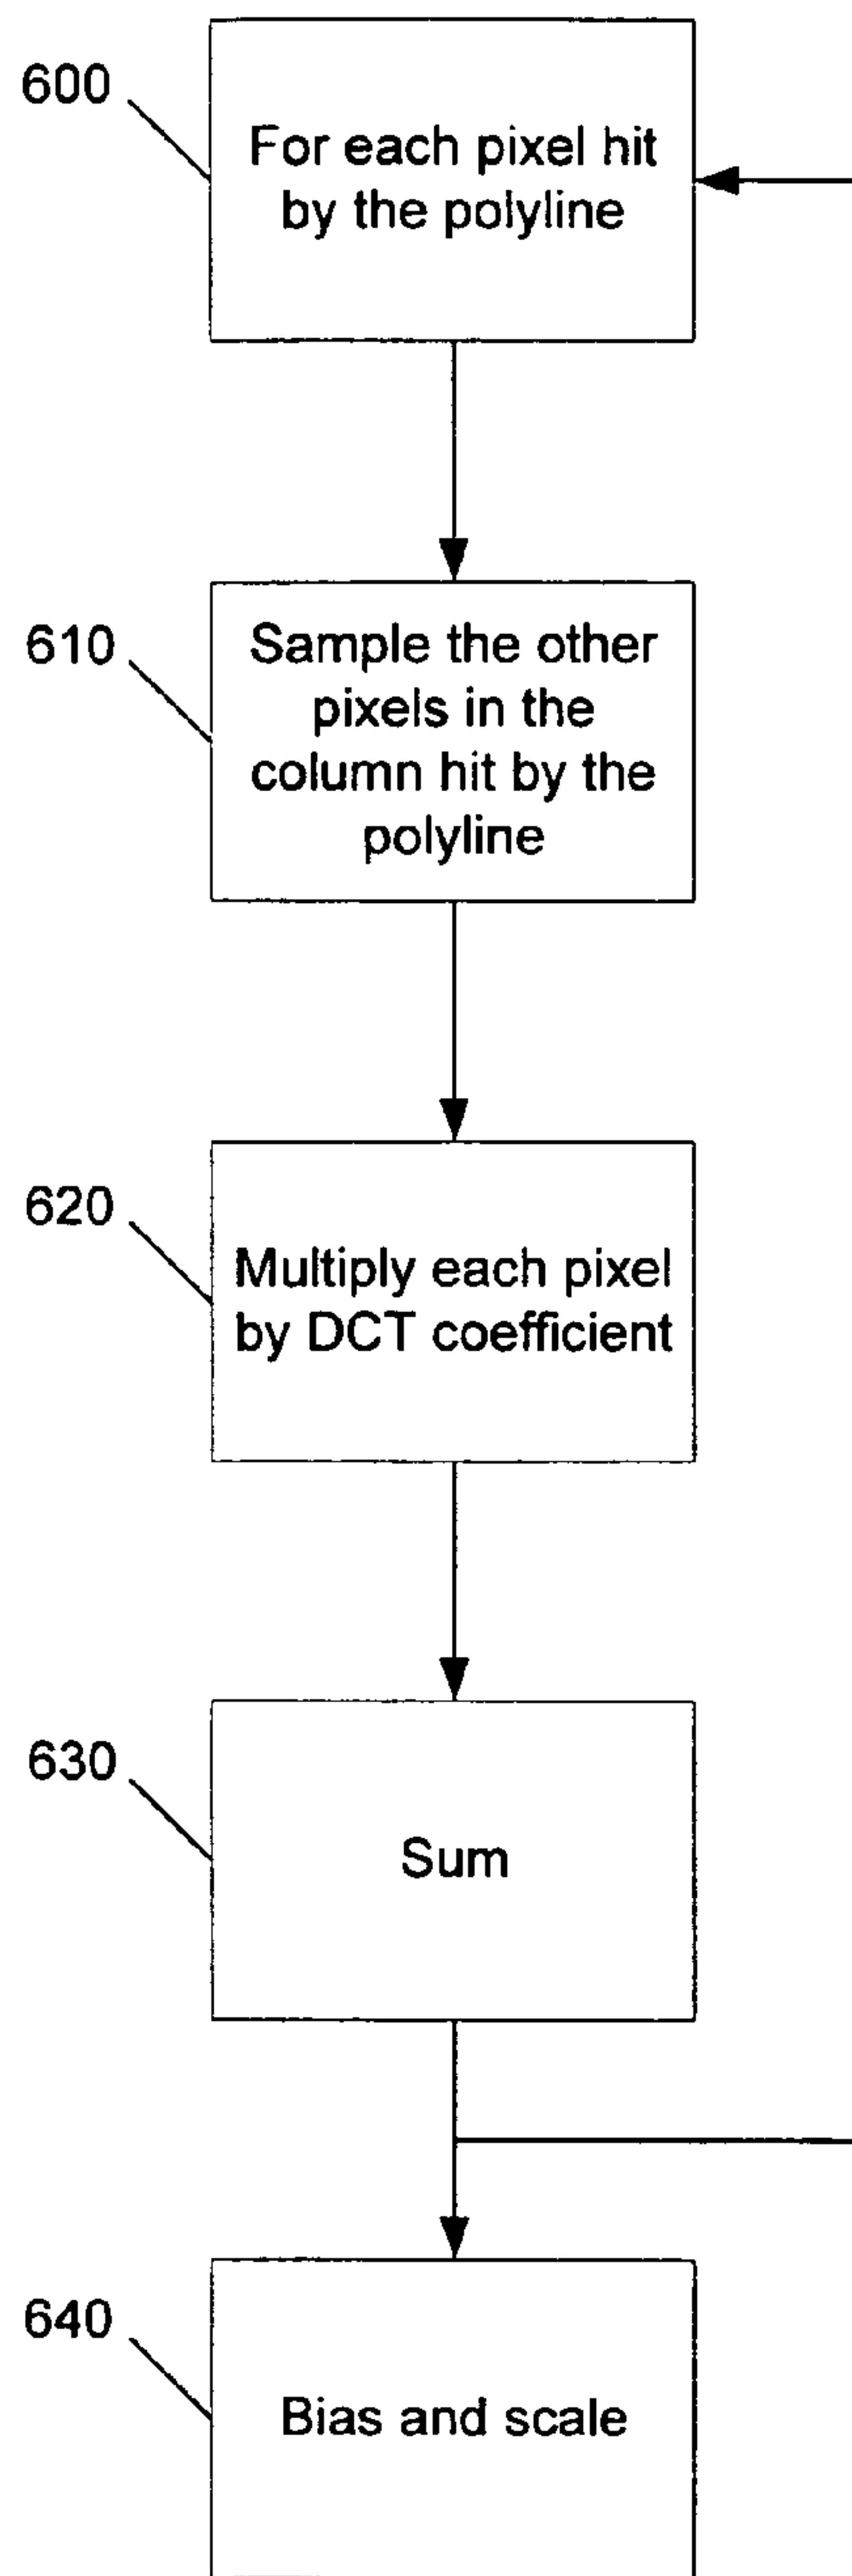 600
For each pixel hit
by the polyline
610
Sample the other
pixels in the
column hit by the
polyline
620
Multiply each pixel
by DCT coefficient
630
Sum
640
Bias and scale